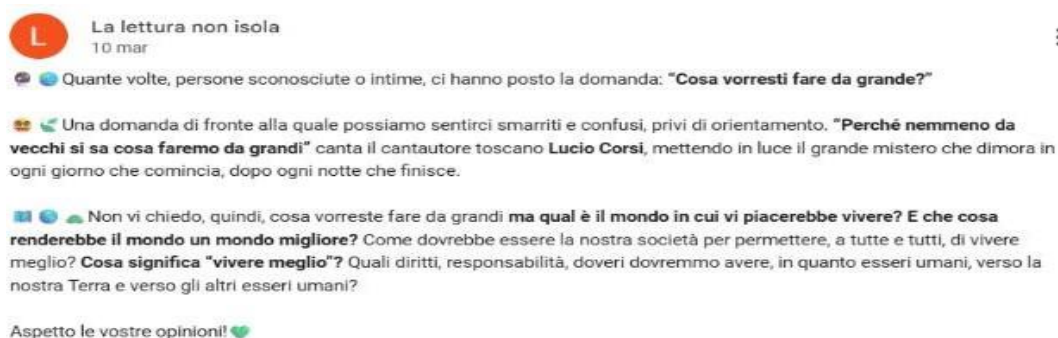 L
La lettura non isola
10 mar
Quante volte, persone sconosciute o intime, ci hanno posto la domanda: "Cosa vorresti fare da grande?"
Una domanda di fronte alla quale possiamo sentirci smarriti e confusi, privi di orientamento. "Perché nemmeno da
vecchi si sa cosa faremo da grandi" canta il cantautore toscano Lucio Corsi, mettendo in luce il grande mistero che dimora in
ogni giorno che comincia, dopo ogni notte che finisce.
Non vi chiedo, quindi, cosa vorreste fare da grandi ma qual è il mondo in cui vi piacerebbe vivere? E che cosa
renderebbe il mondo un mondo migliore? Come dovrebbe essere la nostra società per permettere, a tutte e tutti, di vivere
meglio? Cosa significa "vivere meglio"? Quali diritti, responsabilità, doveri dovremmo avere, in quanto esseri umani, verso la
nostra Terra e verso gli altri esseri umani?
Aspetto le vostre opinioni!